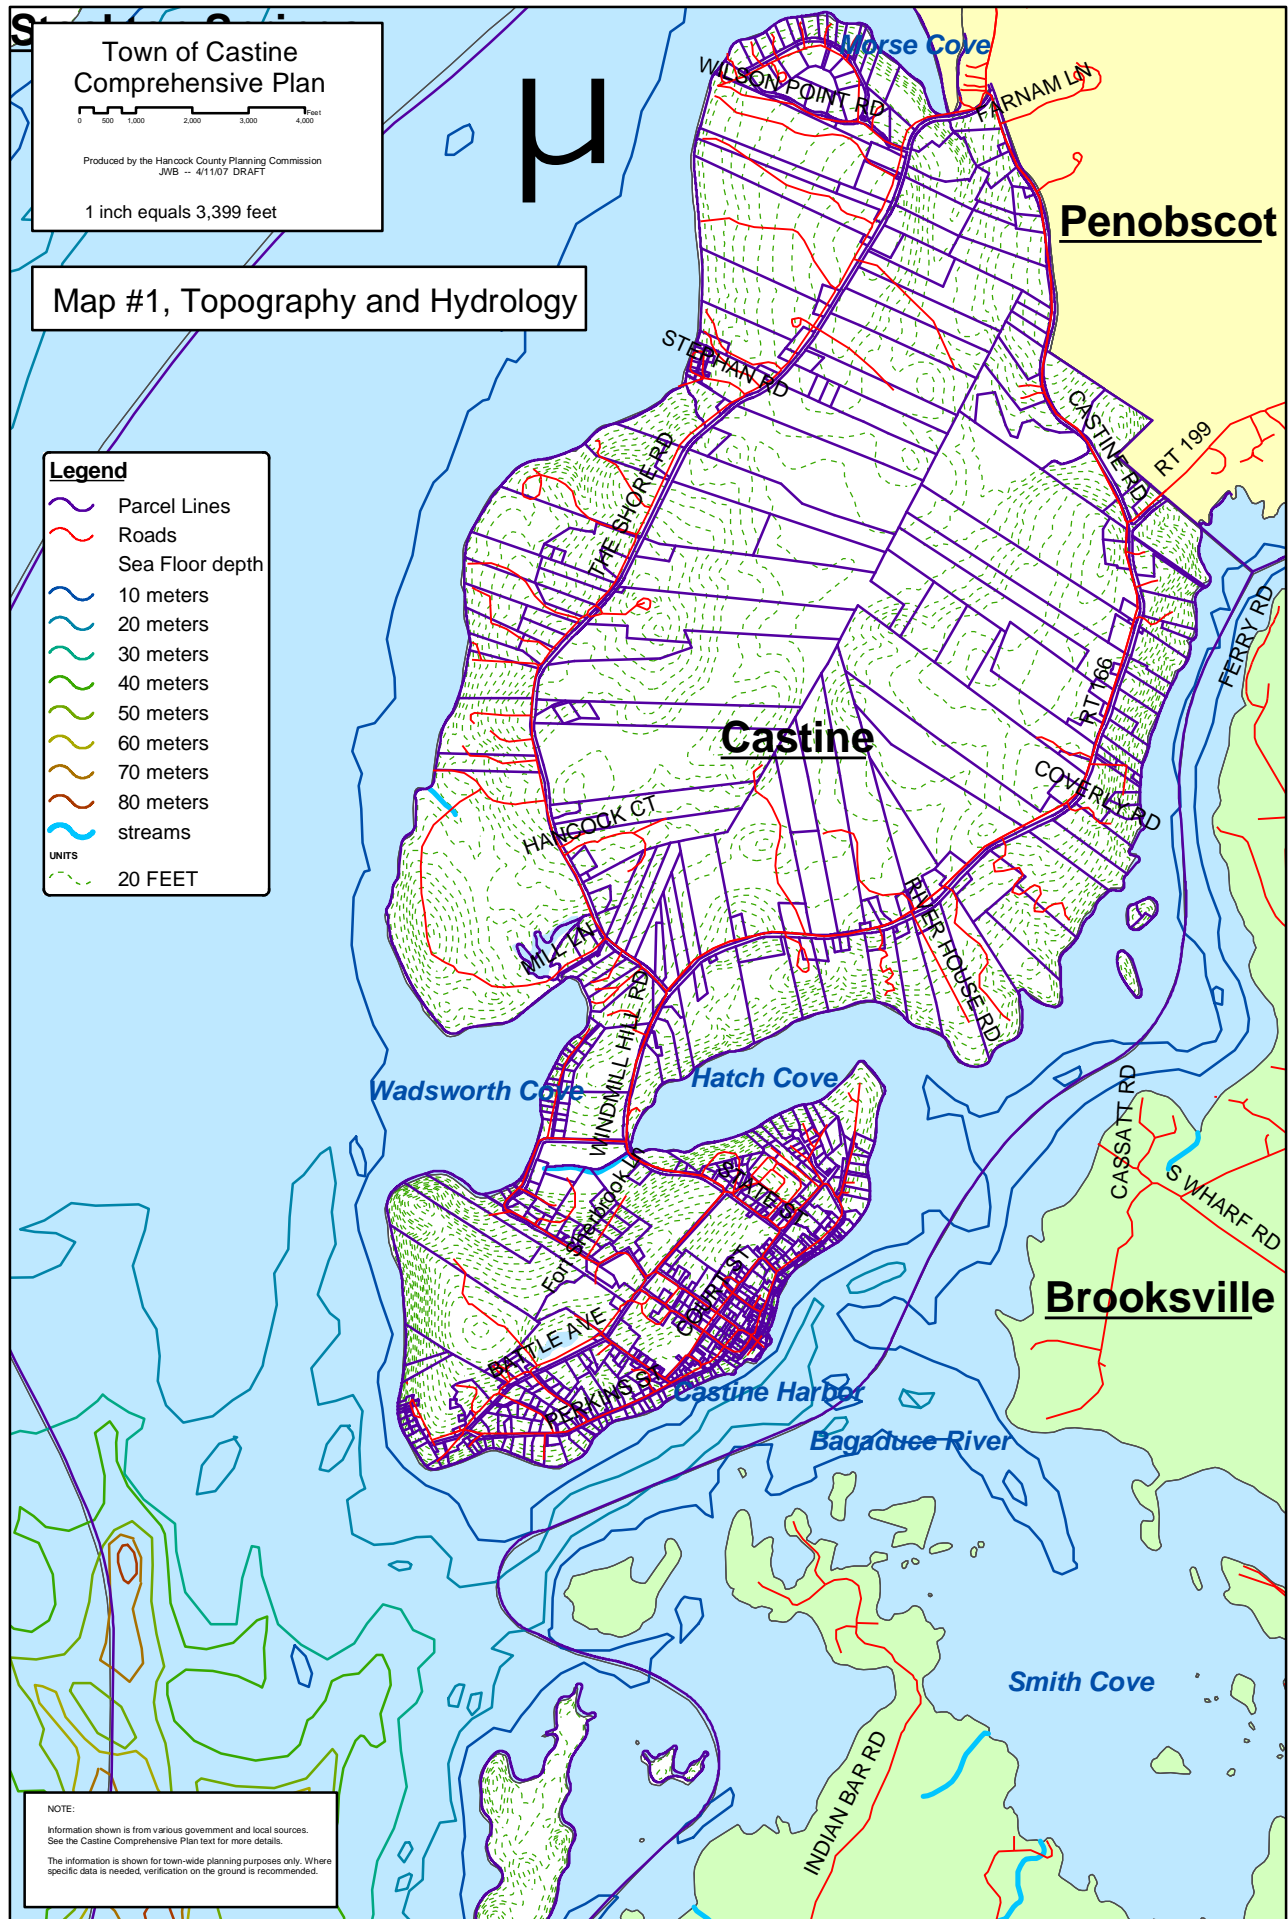 Town of Castine
Comprehensive Plan
Feet
0 500 1,000 2,000 3,000 4,000
Produced by the Hancock County Planning Commission
JWB -- 4/11/07 DRAFT
1 inch equals 3,399 feet
µ
Map #1, Topography and Hydrology
Morse Cove
WILSON POINT RD
FARNAM LN
Penobscot
STEPHAN RD
CASTINE RD
RT 199
THE SHORE RD
Legend
Parcel Lines
Roads
Sea Floor depth
10 meters
20 meters
30 meters
40 meters
50 meters
60 meters
70 meters
80 meters
streams
UNITS
20 FEET
FERRY RD
RT 166
Castine
COVERLY RD
HANCOCK CT
MILL LN
RIVER HOUSE RD
WINDMILL HILL RD
Wadsworth Cove
Hatch Cove
CASSATT RD
S WHARF RD
STATE ST
Fort Sherbrook Ln
COURT ST
Brooksville
BATTLE AVE
PERKINS ST
Castine Harbor
Bagaduce River
Smith Cove
INDIAN BAR RD
NOTE:
Information shown is from various government and local sources.
See the Castine Comprehensive Plan text for more details.
The information is shown for town-wide planning purposes only. Where
specific data is needed, verification on the ground is recommended.